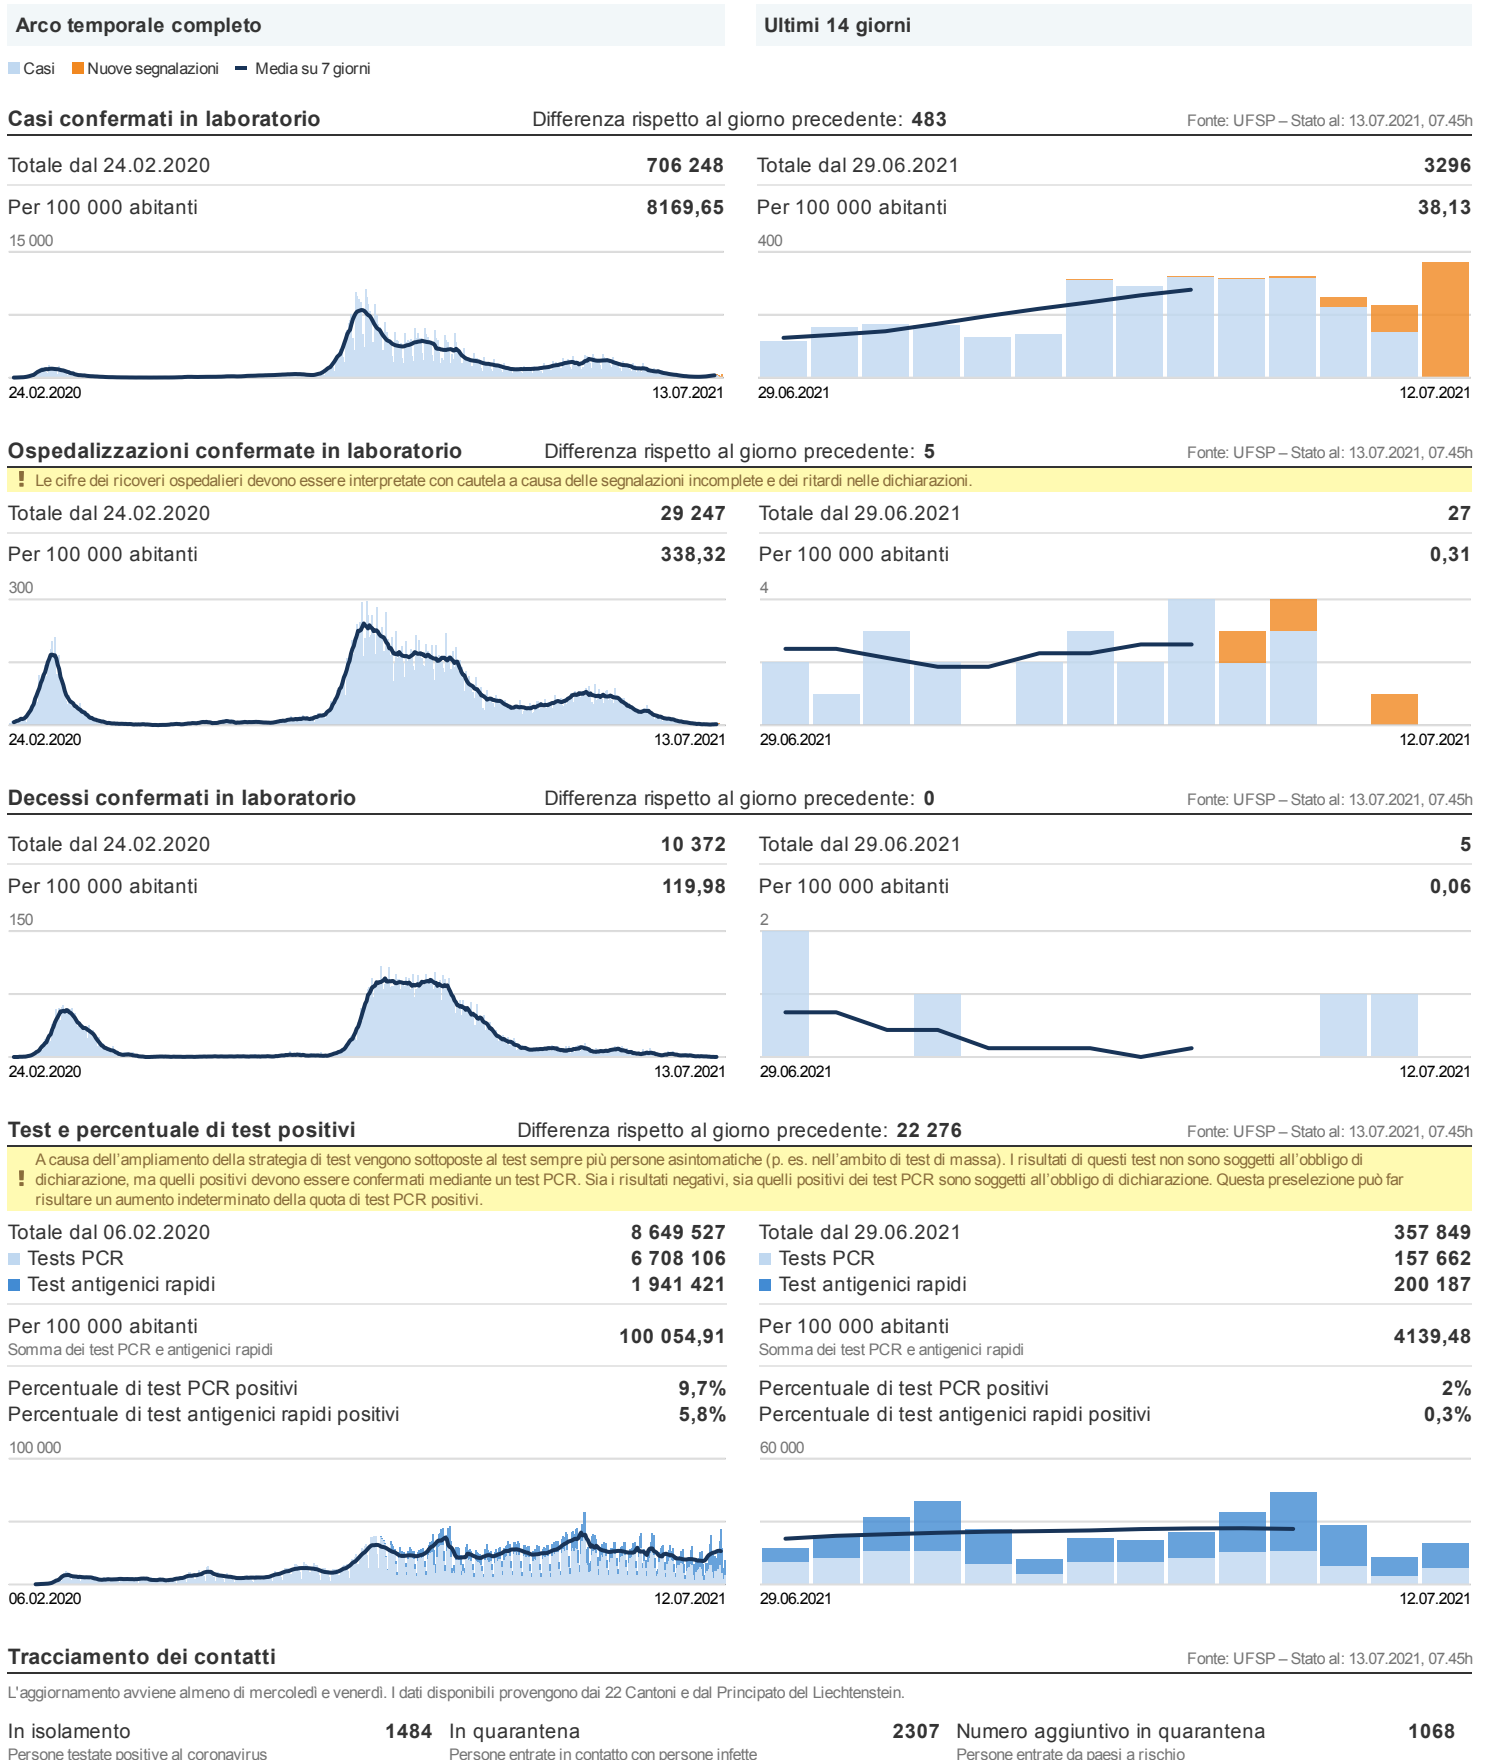 Arco temporale completo
Ultimi 14 giorni
Casi Nuove segnalazioni Media su 7 giorni
Casi confermati in laboratorio Differenza rispetto al giorno precedente: 483 Fonte: UFSP – Stato al: 13.07.2021, 07.45h
Totale dal 24.02.2020 706 248
Per 100 000 abitanti 8169,65
15 000
24.02.2020 13.07.2021
Totale dal 29.06.2021 3296
Per 100 000 abitanti 38,13
400
29.06.2021 12.07.2021
Ospedalizzazioni confermate in laboratorio Differenza rispetto al giorno precedente: 5 Fonte: UFSP – Stato al: 13.07.2021, 07.45h
! Le cifre dei ricoveri ospedalieri devono essere interpretate con cautela a causa delle segnalazioni incomplete e dei ritardi nelle dichiarazioni.
Totale dal 24.02.2020 29 247
Per 100 000 abitanti 338,32
300
24.02.2020 13.07.2021
Totale dal 29.06.2021 27
Per 100 000 abitanti 0,31
4
29.06.2021 12.07.2021
Decessi confermati in laboratorio Differenza rispetto al giorno precedente: 0 Fonte: UFSP – Stato al: 13.07.2021, 07.45h
Totale dal 24.02.2020 10 372
Per 100 000 abitanti 119,98
150
24.02.2020 13.07.2021
Totale dal 29.06.2021 5
Per 100 000 abitanti 0,06
2
29.06.2021 12.07.2021
Test e percentuale di test positivi Differenza rispetto al giorno precedente: 22 276 Fonte: UFSP – Stato al: 13.07.2021, 07.45h
A causa dell'ampliamento della strategia di test vengono sottoposte al test sempre più persone asintomatiche (p. es. nell'ambito di test di massa). I risultati di questi test non sono soggetti all'obbligo di
! dichiarazione, ma quelli positivi devono essere confermati mediante un test PCR. Sia i risultati negativi, sia quelli positivi dei test PCR sono soggetti all'obbligo di dichiarazione. Questa preselezione può far
risultare un aumento indeterminato della quota di test PCR positivi.
Totale dal 06.02.2020 8 649 527
Tests PCR 6 708 106
Test antigenici rapidi 1 941 421
Per 100 000 abitanti 100 054,91
Somma dei test PCR e antigenici rapidi
Percentuale di test PCR positivi 9,7%
Percentuale di test antigenici rapidi positivi 5,8%
100 000
06.02.2020 12.07.2021
Totale dal 29.06.2021 357 849
Tests PCR 157 662
Test antigenici rapidi 200 187
Per 100 000 abitanti 4139,48
Somma dei test PCR e antigenici rapidi
Percentuale di test PCR positivi 2%
Percentuale di test antigenici rapidi positivi 0,3%
60 000
29.06.2021 12.07.2021
Tracciamento dei contatti Fonte: UFSP – Stato al: 13.07.2021, 07.45h
L'aggiornamento avviene almeno di mercoledì e venerdì. I dati disponibili provengono dai 22 Cantoni e dal Principato del Liechtenstein.
In isolamento 1484 In quarantena 2307 Numero aggiuntivo in quarantena 1068
Persone testate positive al coronavirus Persone entrate in contatto con persone infette Persone entrate da paesi a rischio